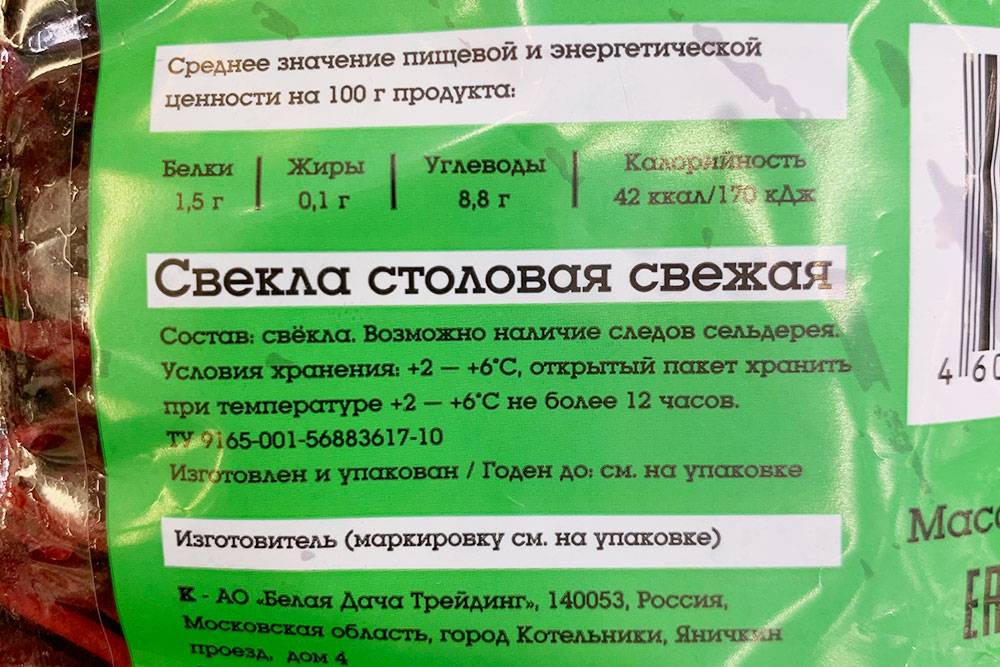 Среднее значение пищевой и энергетической
ценности на 100 г продукта:
Белки | Жиры | Углеводы | Калорийность
1,5 г | 0,1 г | 8,8 г | 42 ккал/170 кДж
Свекла столовая свежая
Состав: свёкла. Возможно наличие следов сельдерея.
Условия хранения: +2 — +6°С, открытый пакет хранить
при температуре +2 — +6°С не более 12 часов.
ТУ 9165-001-56883617-10
Изготовлен и упакован / Годен до: см. на упаковке
Изготовитель (маркировку см. на упаковке)
К - АО «Белая Дача Трейдинг», 140053, Россия,
Московская область, город Котельники, Яничкин
проезд, дом 4